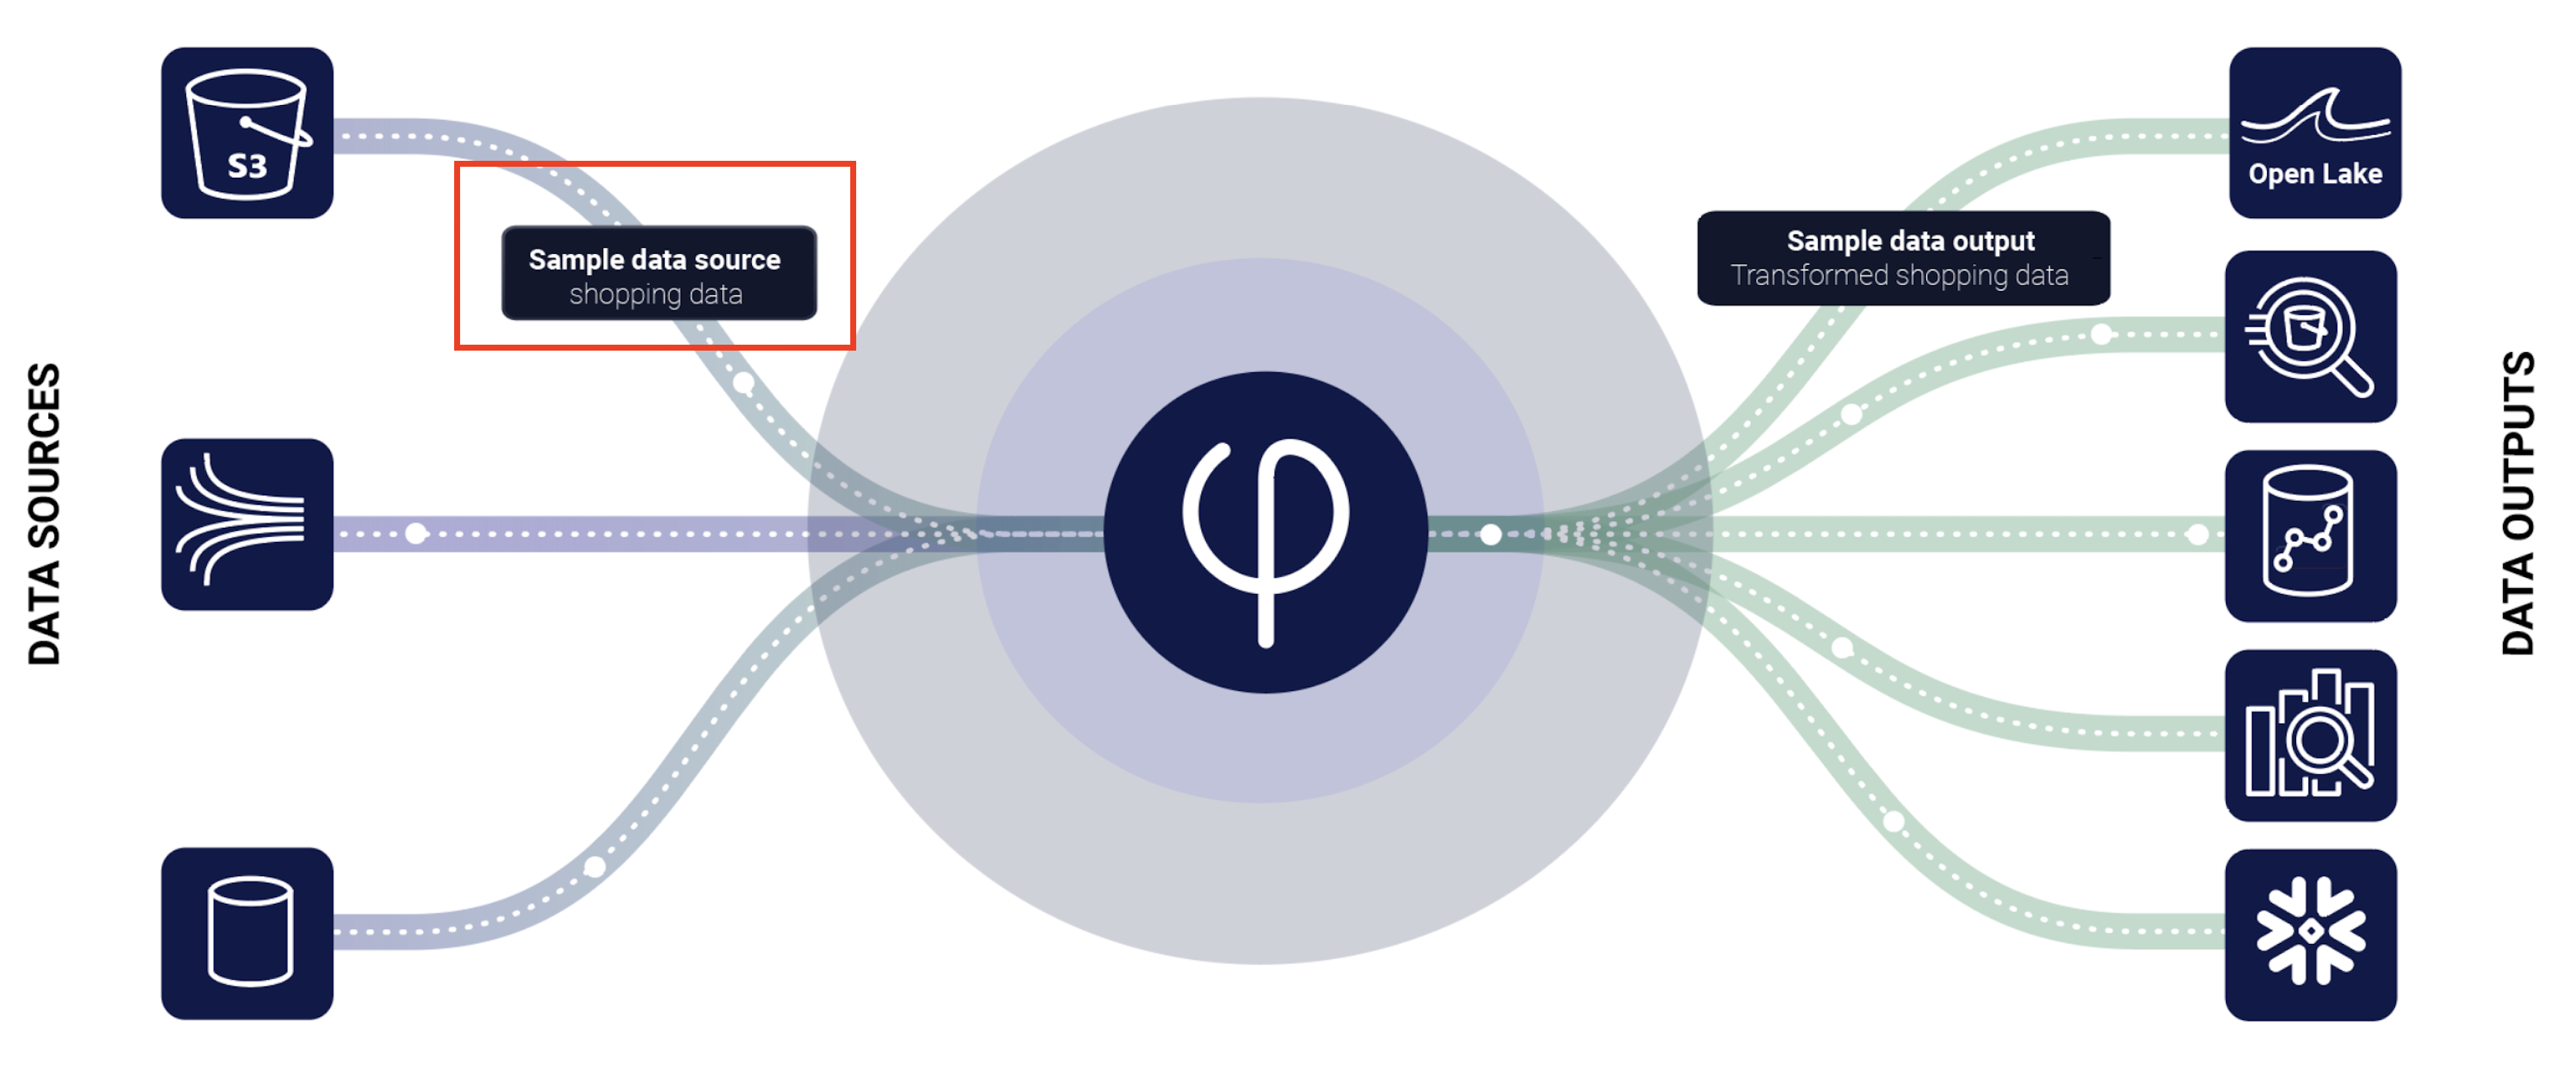 DATA SOURCES
S3
Sample data source
shopping data
Sample data output
Transformed shopping data
Open Lake
DATA OUTPUTS